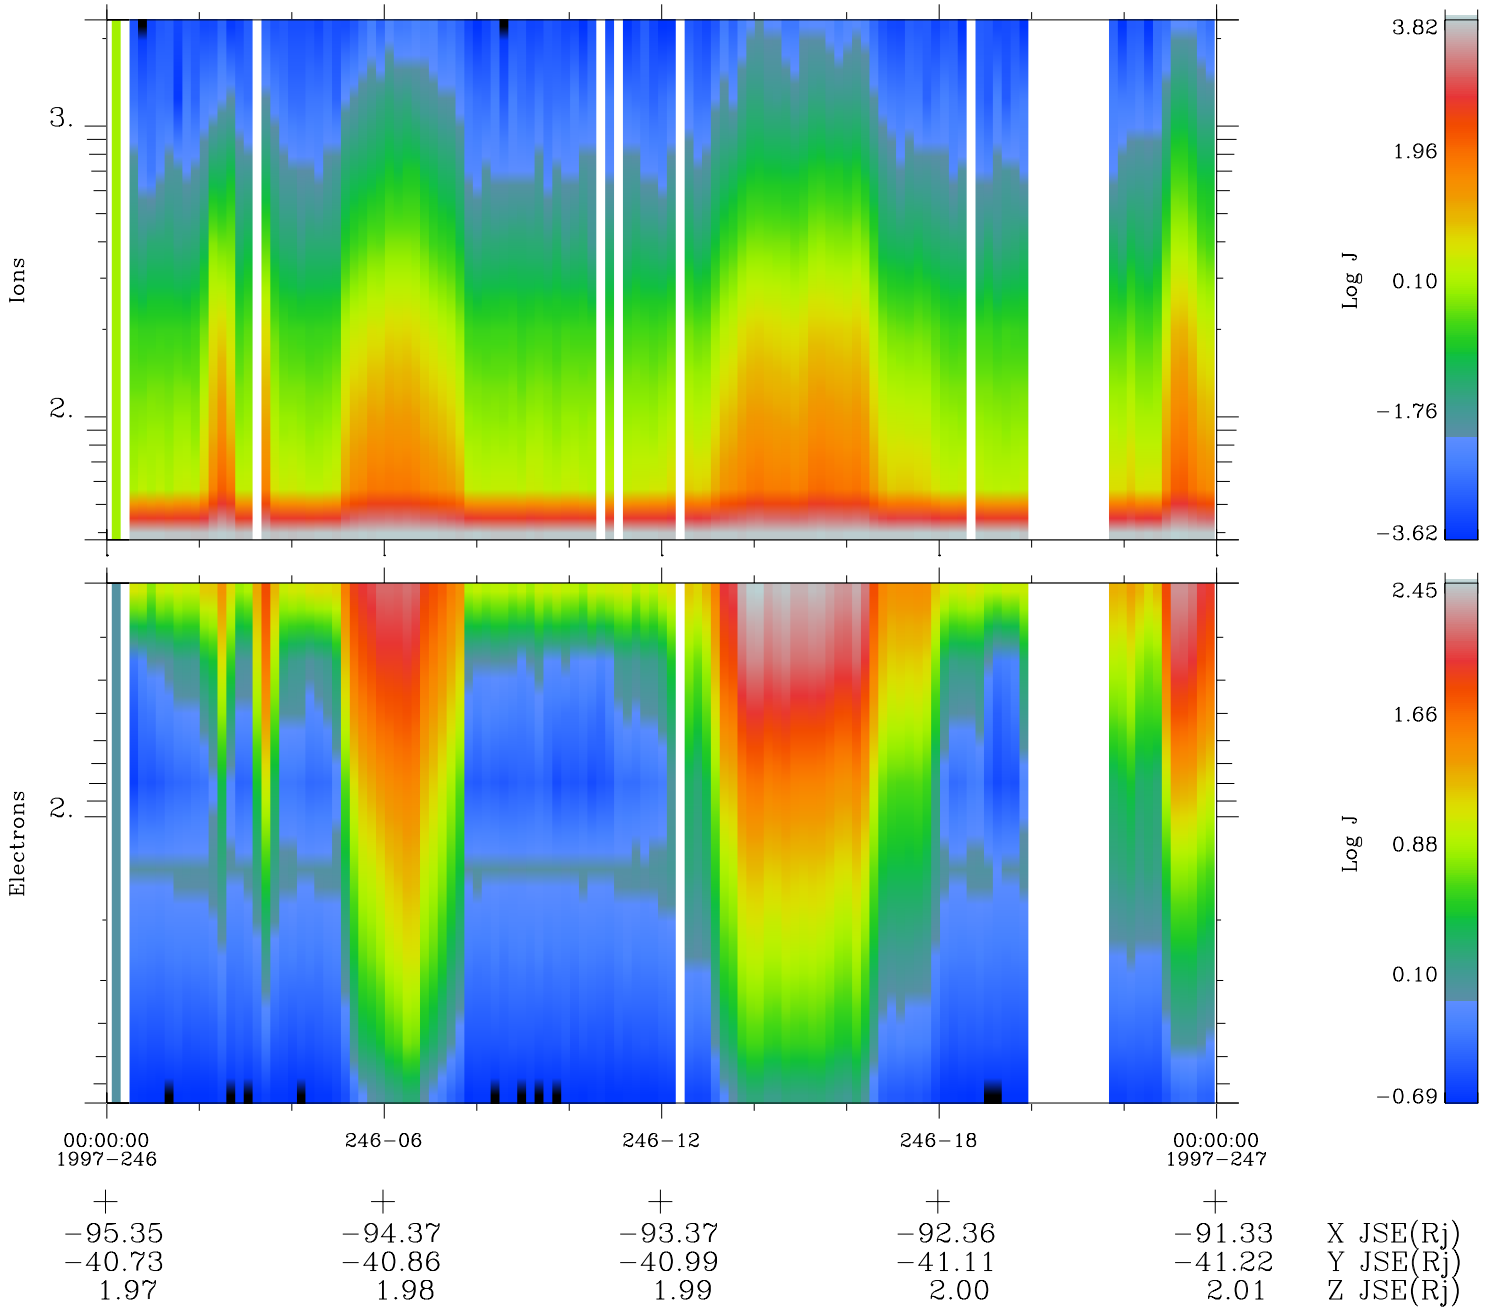 3.82
3.
1.96
Ions
Log J
0.10
2.
−1.76
−3.62
2.45
1.66
2.
Electrons
Log J
0.88
0.10
−0.69
00:00:00 246−06 246−12 246−18 00:00:00
1997−246 1997−247
−95.35 −94.37 −93.37 −92.36 −91.33 X JSE(Rj)
−40.73 −40.86 −40.99 −41.11 −41.22 Y JSE(Rj)
1.97 1.98 1.99 2.00 2.01 Z JSE(Rj)